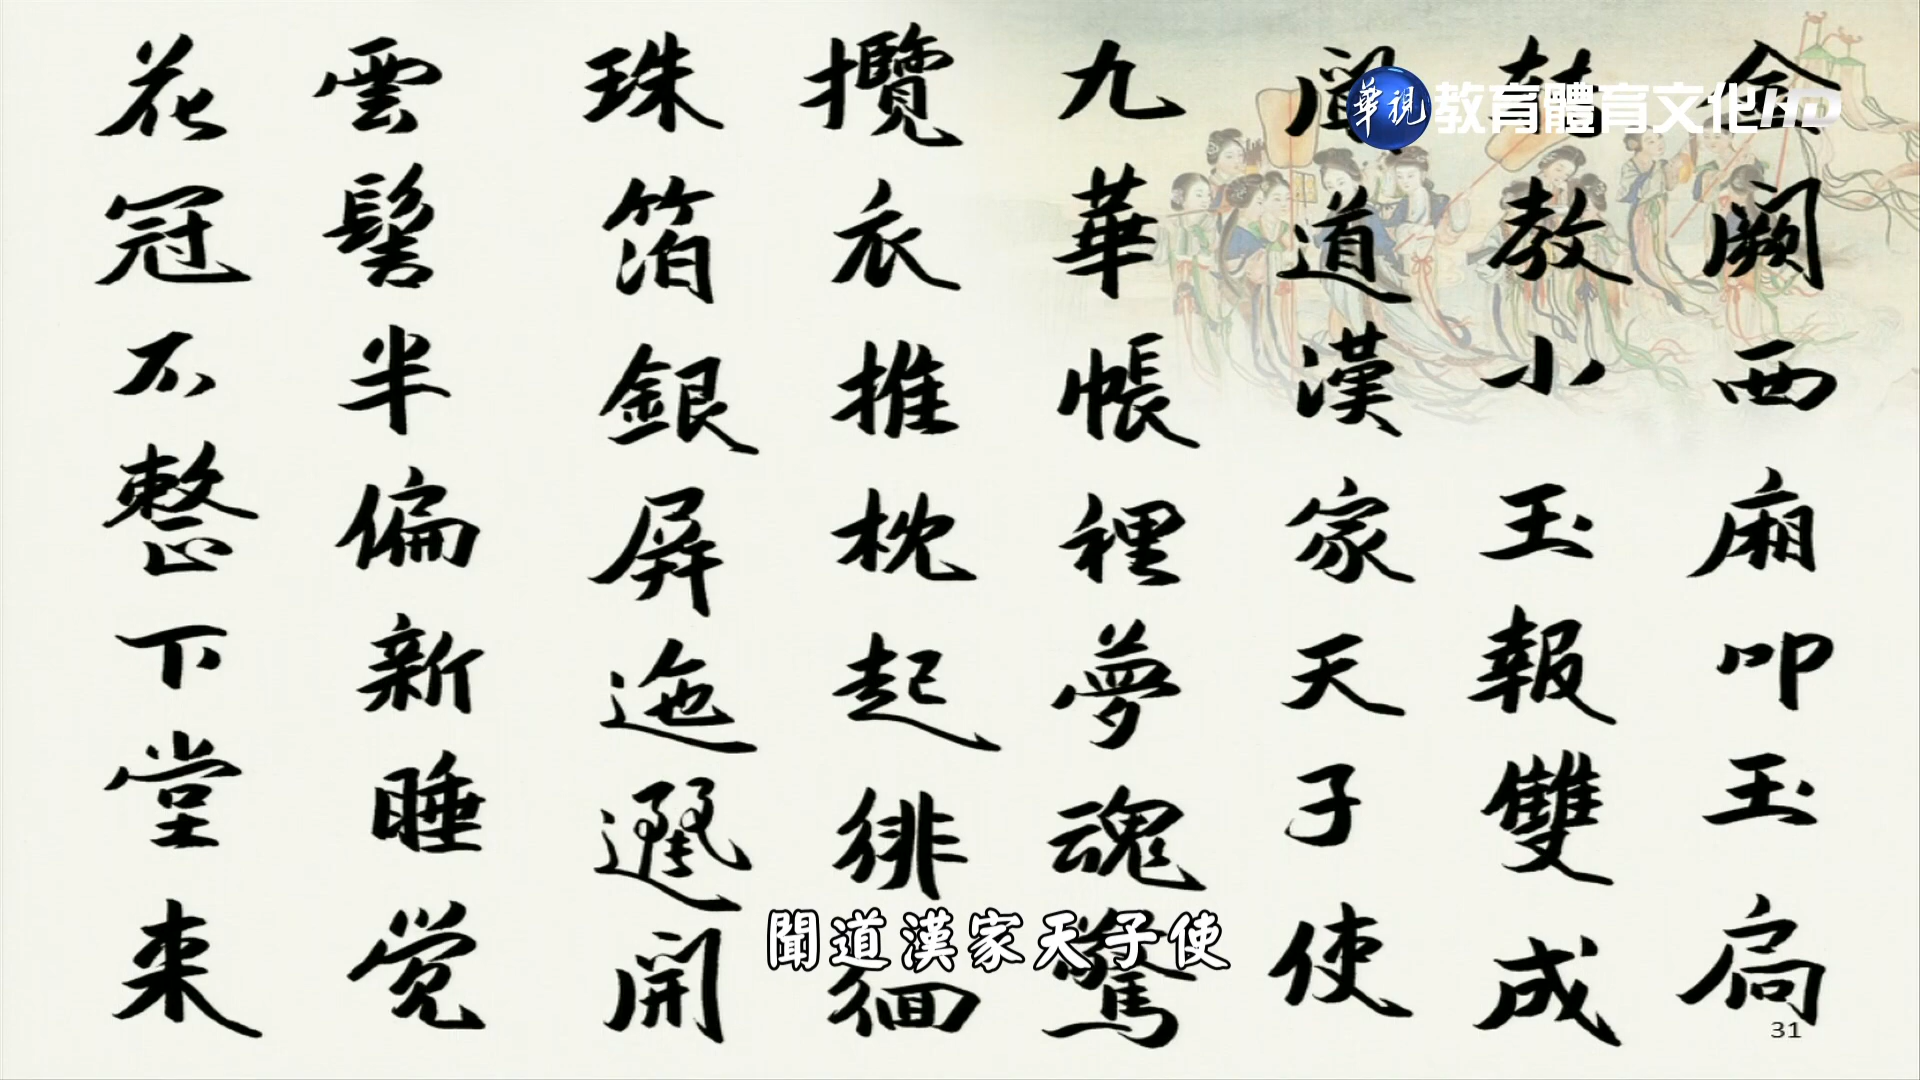 金闕西廂叩玉扃
轉教小玉報雙成
聞道漢家天子使
九華帳裡夢魂驚
攬衣推枕起徘徊
珠箔銀屏迤邐開
雲髻半偏新睡覺
花冠不整下堂來
華視 教育體育文化HD
聞道漢家天子使
31